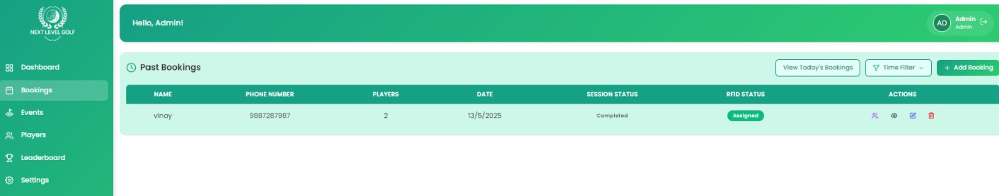 NEXT LEVEL GOLF
Dashboard
Bookings
Events
Players
Leaderboard
Settings
Hello, Admin!
AD
Admin
Admin
Past Bookings
View Today's Bookings
Time Filter
+ Add Booking
NAME PHONE NUMBER PLAYERS DATE SESSION STATUS RFID STATUS ACTIONS
vinay 9887287987 2 13/5/2025 Completed Assigned